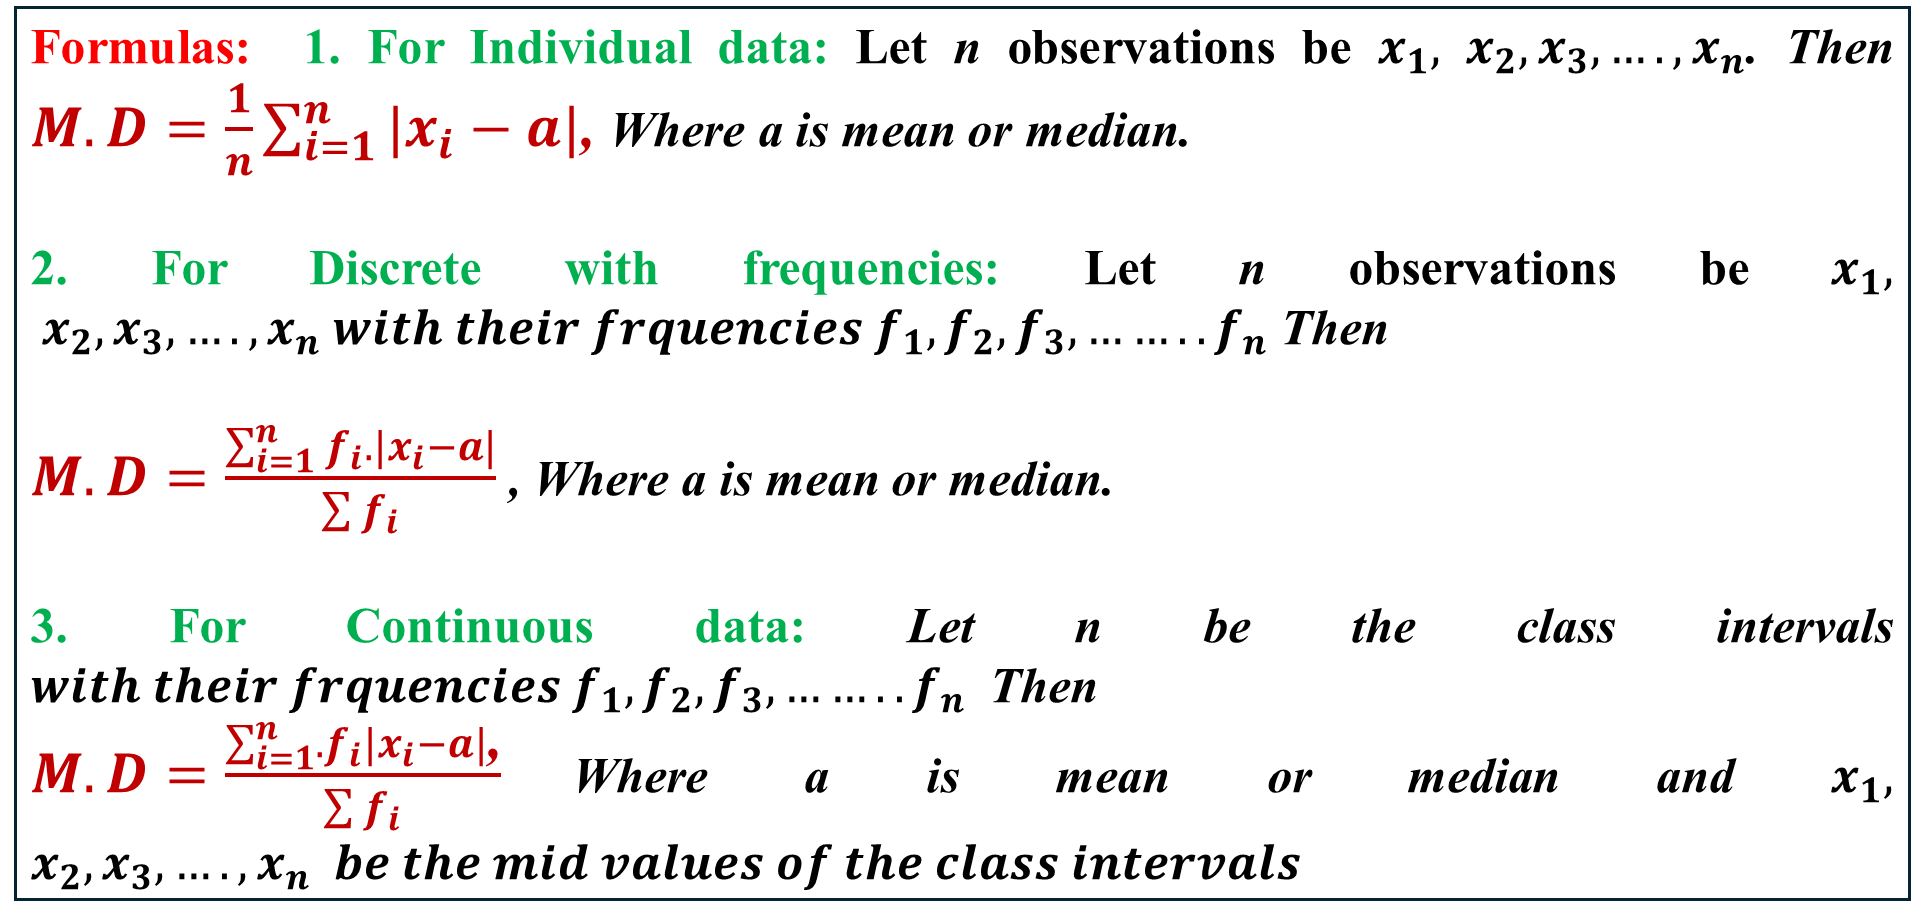 Formulas: 1. For Individual data: Let n observations be x₁, x₂, x₃, … . , xₙ. Then
M. D = 1/n ∑ⁿᵢ₌₁ |xᵢ − a|, Where a is mean or median.
2. For Discrete with frequencies: Let n observations be x₁,
x₂, x₃, … . , xₙ with their frquencies f₁, f₂, f₃, … … . . fₙ Then
M. D = ∑ⁿᵢ₌₁ fᵢ.|xᵢ−a| / ∑ fᵢ , Where a is mean or median.
3. For Continuous data: Let n be the class intervals
with their frquencies f₁, f₂, f₃, … … . . fₙ Then
M. D = ∑ⁿᵢ₌₁.fᵢ|xᵢ−a|, / ∑ fᵢ Where a is mean or median and x₁,
x₂, x₃, … . , xₙ be the mid values of the class intervals